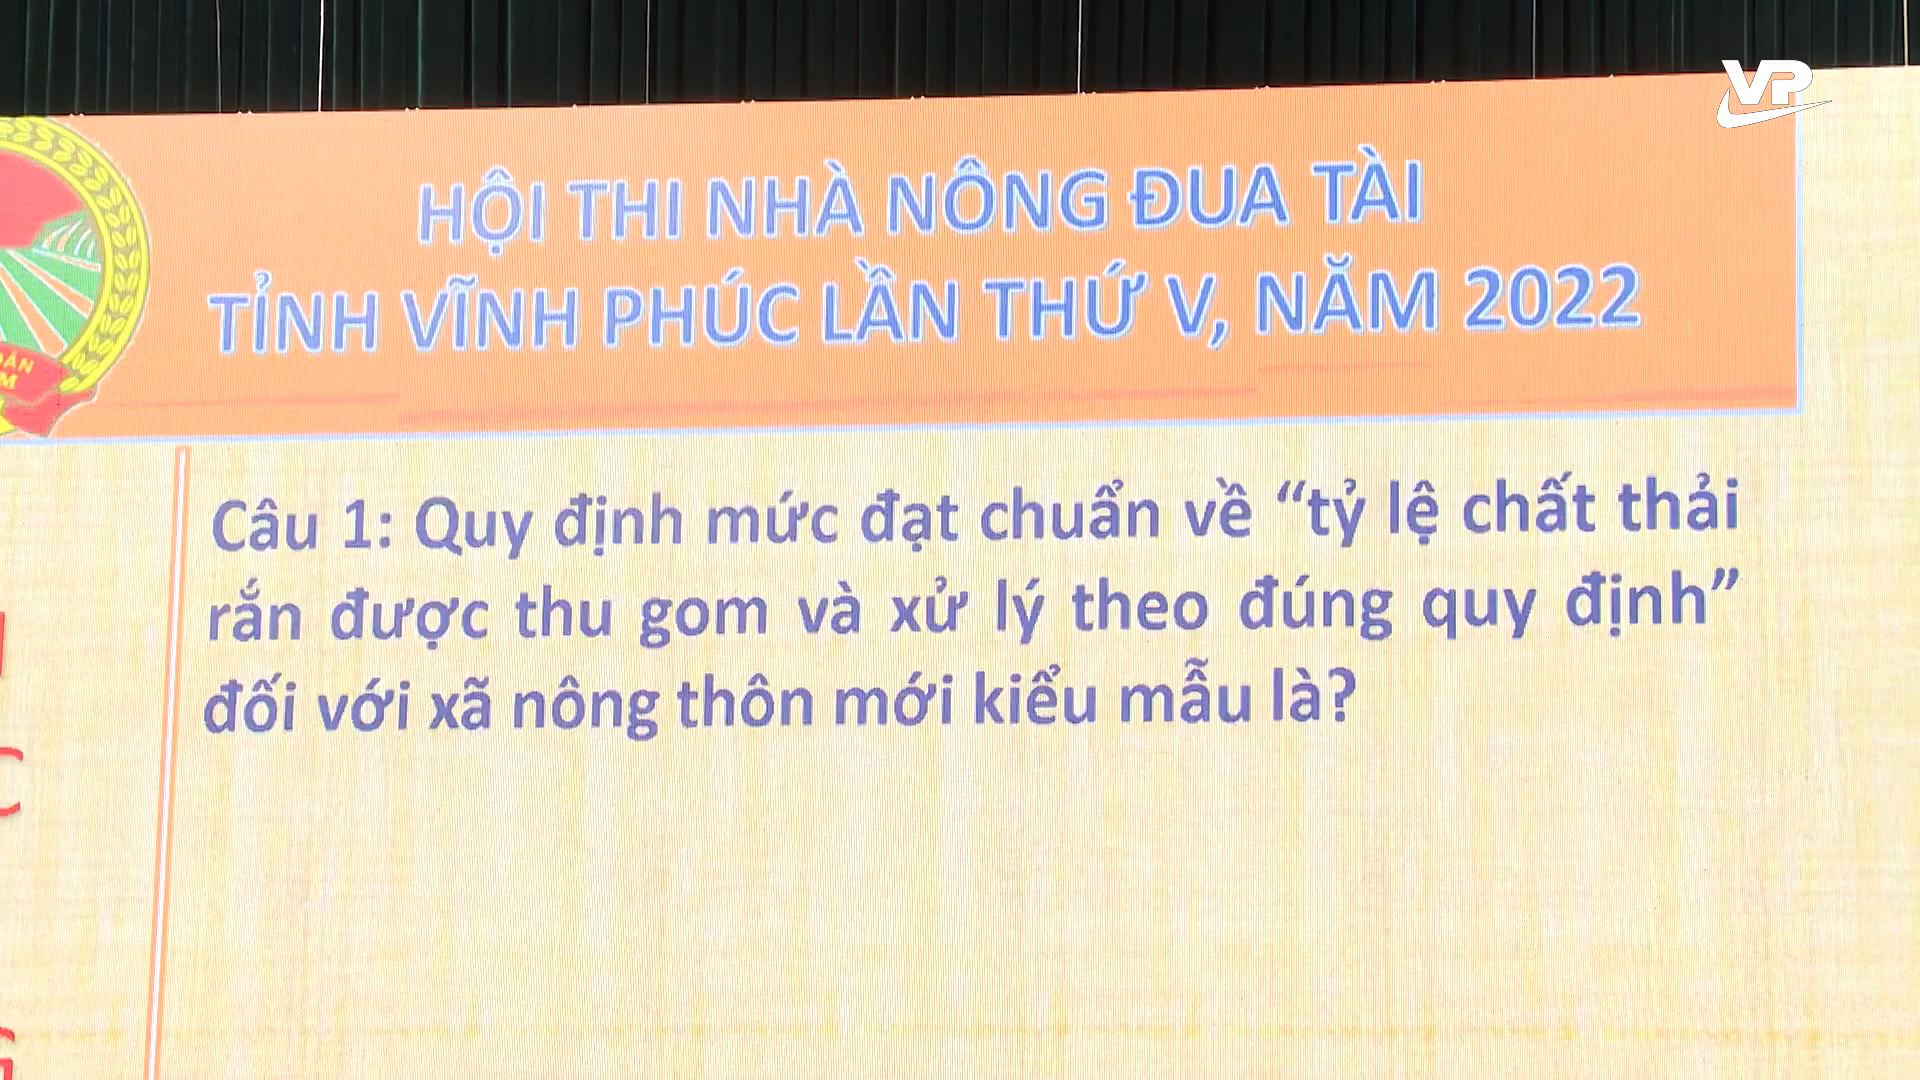 VP
HỘI THI NHÀ NÔNG ĐUA TÀI
TỈNH VĨNH PHÚC LẦN THỨ V, NĂM 2022
Câu 1: Quy định mức đạt chuẩn về “tỷ lệ chất thải
rắn được thu gom và xử lý theo đúng quy định”
đối với xã nông thôn mới kiểu mẫu là?